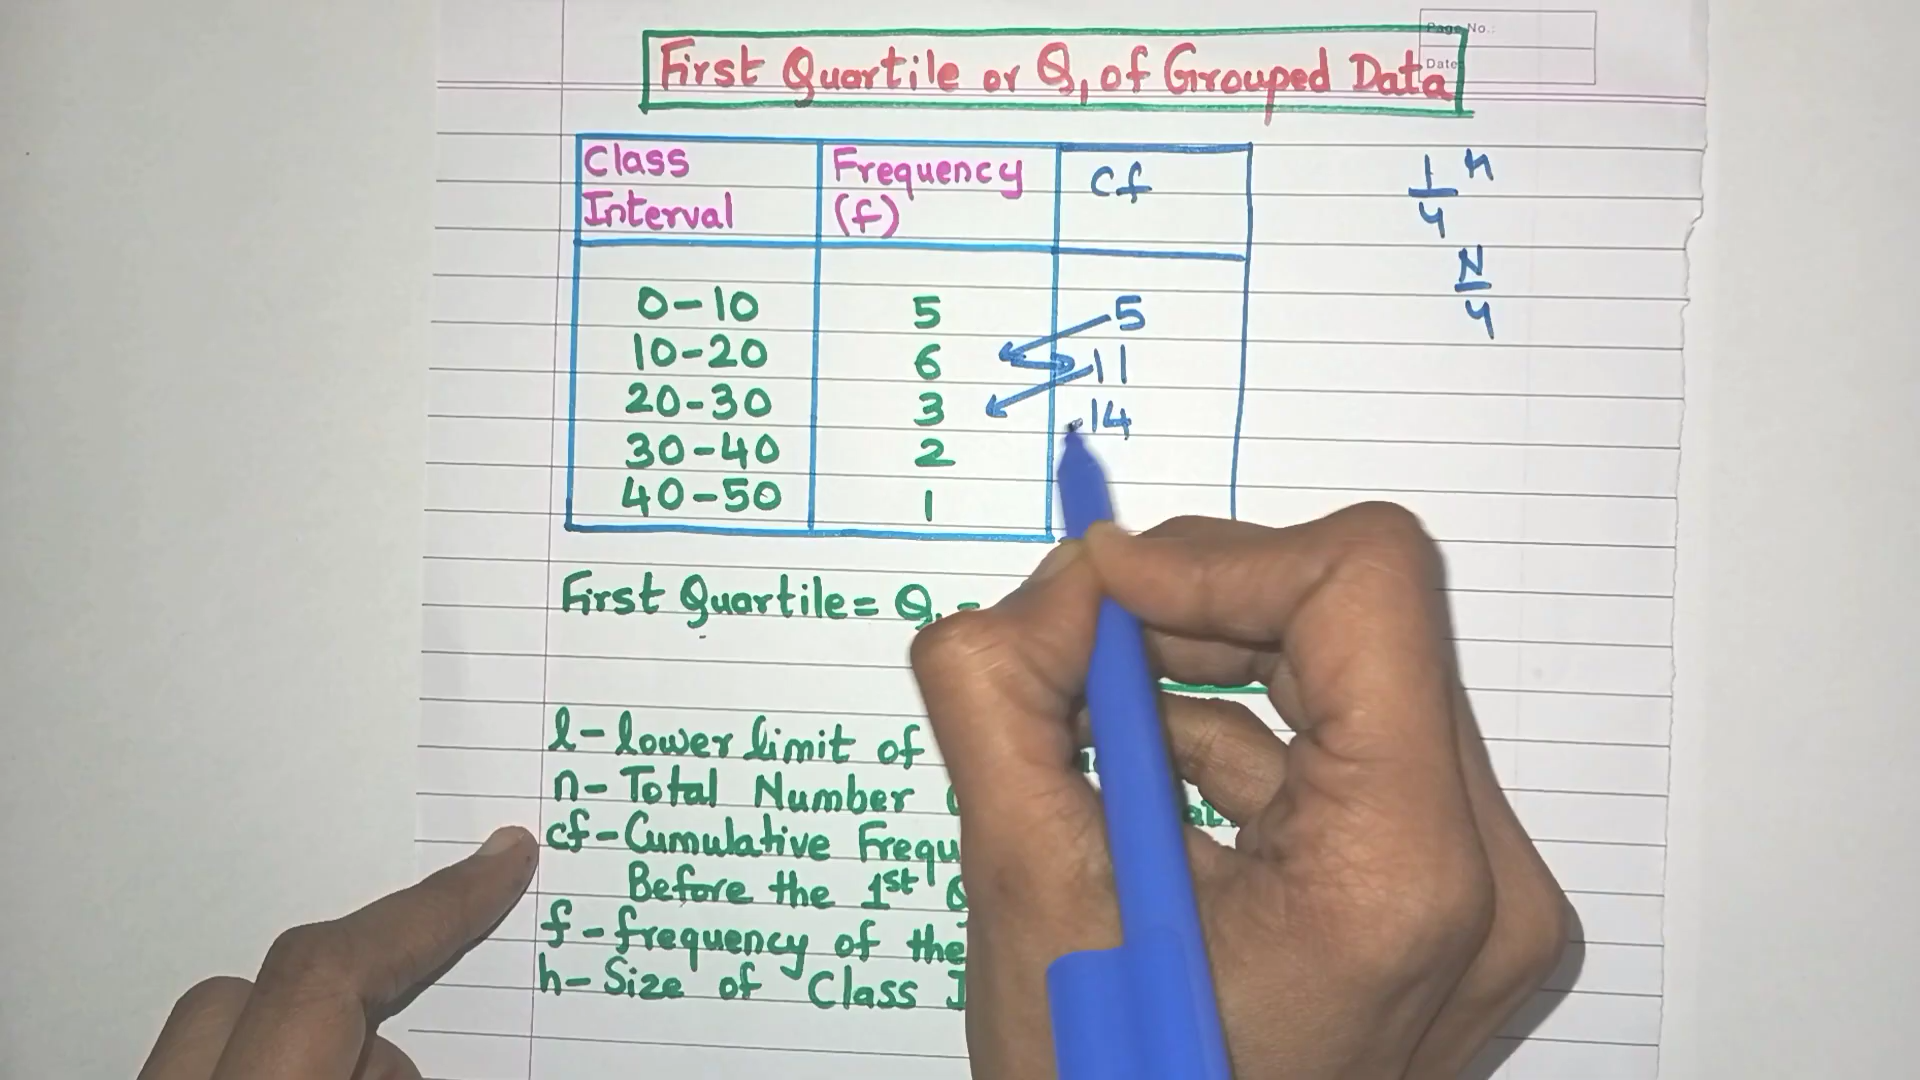 Page No.:
Date
First Quartile or Q1 of Grouped Data
Class Interval Frequency (f) cf
0-10 5 5
10-20 6 11
20-30 3 14
30-40 2
40-50 1
1/4 n
N/4
First Quartile = Q1 =
l - lower limit of
n - Total Number
cf - Cumulative
Before the 1st
f - frequency of the
h - Size of Class